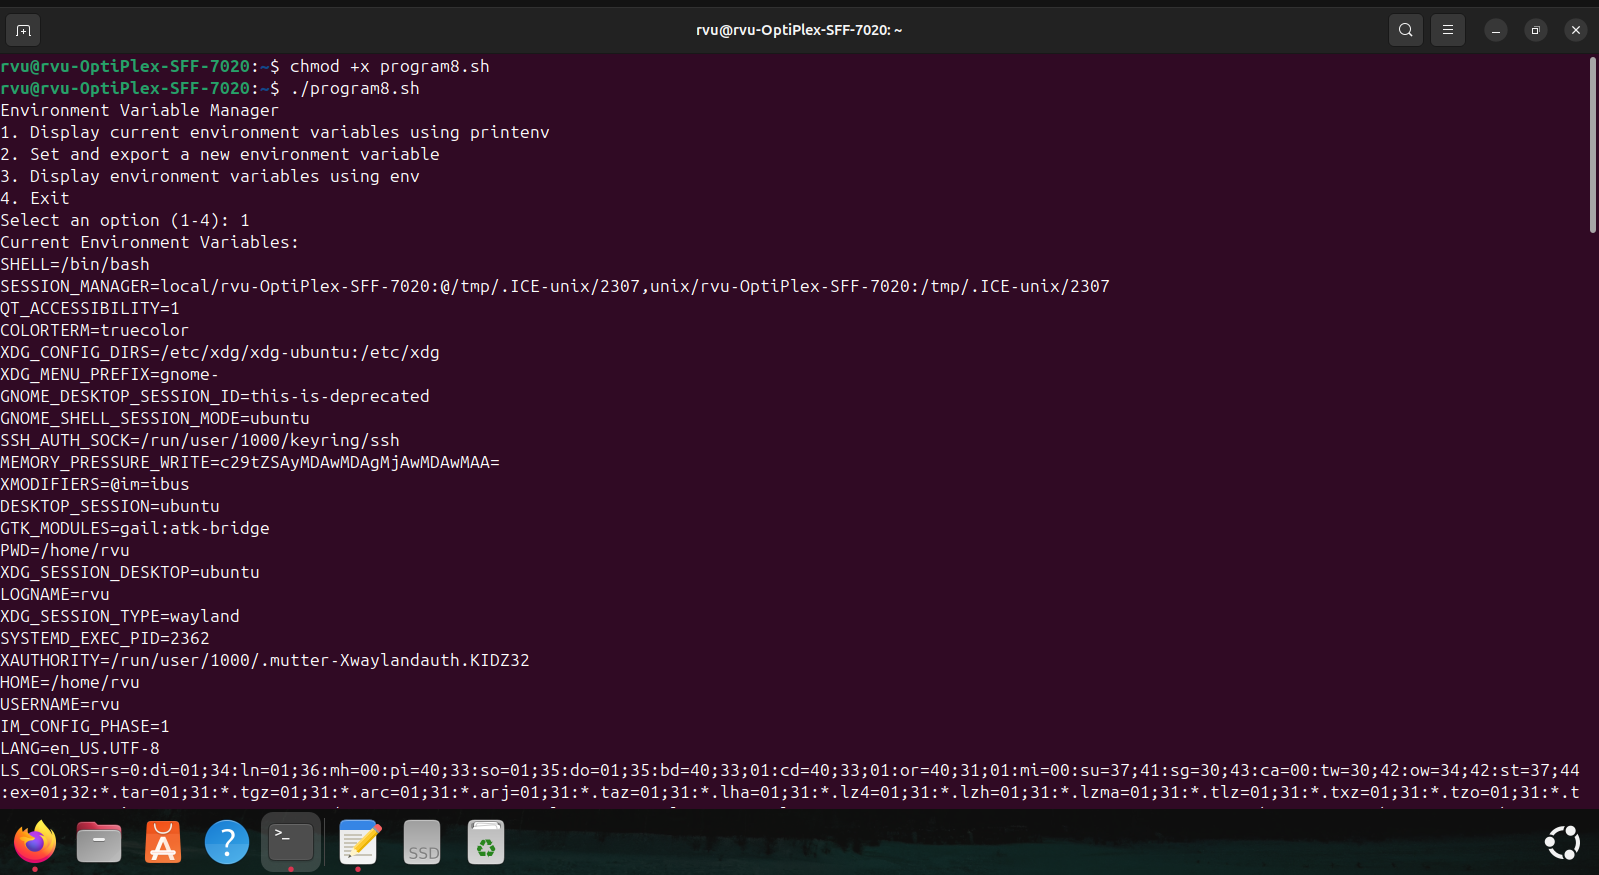 rvu@rvu-OptiPlex-SFF-7020: ~
rvu@rvu-OptiPlex-SFF-7020:~$ chmod +x program8.sh
rvu@rvu-OptiPlex-SFF-7020:~$ ./program8.sh
Environment Variable Manager
1. Display current environment variables using printenv
2. Set and export a new environment variable
3. Display environment variables using env
4. Exit
Select an option (1-4): 1
Current Environment Variables:
SHELL=/bin/bash
SESSION_MANAGER=local/rvu-OptiPlex-SFF-7020:@/tmp/.ICE-unix/2307,unix/rvu-OptiPlex-SFF-7020:/tmp/.ICE-unix/2307
QT_ACCESSIBILITY=1
COLORTERM=truecolor
XDG_CONFIG_DIRS=/etc/xdg/xdg-ubuntu:/etc/xdg
XDG_MENU_PREFIX=gnome-
GNOME_DESKTOP_SESSION_ID=this-is-deprecated
GNOME_SHELL_SESSION_MODE=ubuntu
SSH_AUTH_SOCK=/run/user/1000/keyring/ssh
MEMORY_PRESSURE_WRITE=c29tZSAyMDAwMDAgMjAwMDAwMAA=
XMODIFIERS=@im=ibus
DESKTOP_SESSION=ubuntu
GTK_MODULES=gail:atk-bridge
PWD=/home/rvu
XDG_SESSION_DESKTOP=ubuntu
LOGNAME=rvu
XDG_SESSION_TYPE=wayland
SYSTEMD_EXEC_PID=2362
XAUTHORITY=/run/user/1000/.mutter-Xwaylandauth.KIDZ32
HOME=/home/rvu
USERNAME=rvu
IM_CONFIG_PHASE=1
LANG=en_US.UTF-8
LS_COLORS=rs=0:di=01;34:ln=01;36:mh=00:pi=40;33:so=01;35:do=01;35:bd=40;33;01:cd=40;33;01:or=40;31;01:mi=00:su=37;41:sg=30;43:ca=00:tw=30;42:ow=34;42:st=37;44
:ex=01;32:*.tar=01;31:*.tgz=01;31:*.arc=01;31:*.arj=01;31:*.taz=01;31:*.lha=01;31:*.lz4=01;31:*.lzh=01;31:*.lzma=01;31:*.tlz=01;31:*.txz=01;31:*.tzo=01;31:*.t
SSD